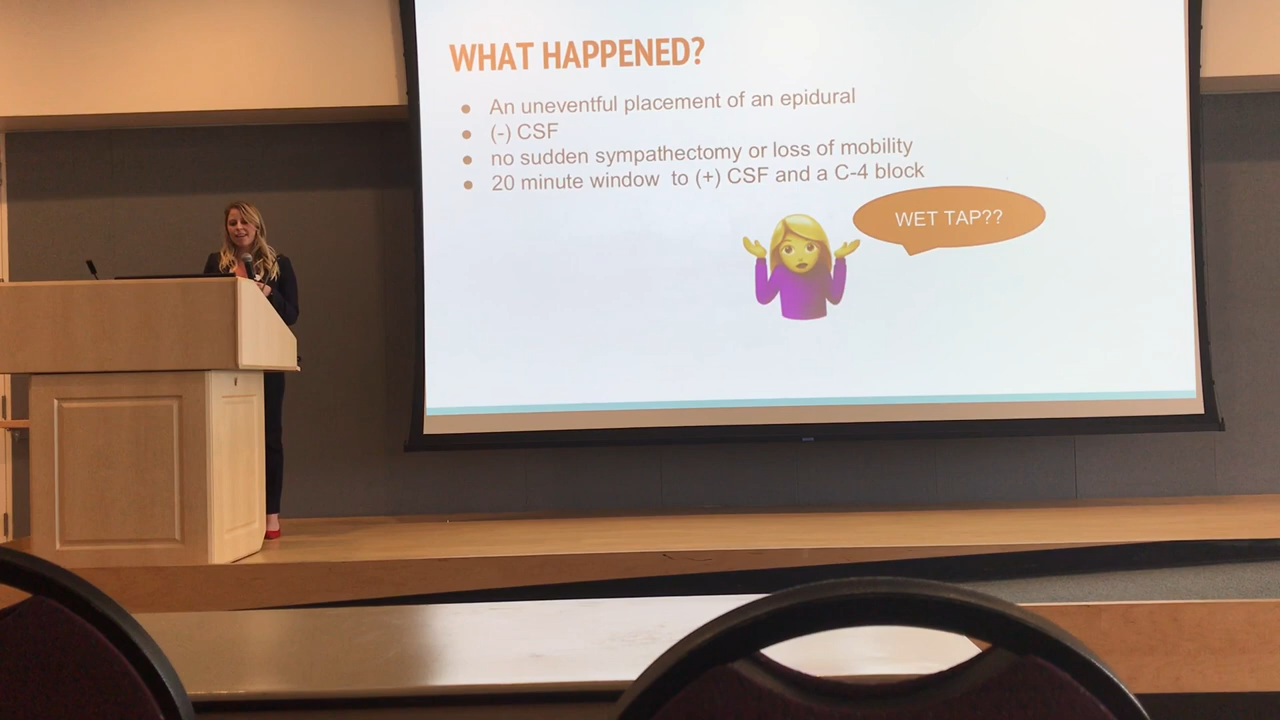 WHAT HAPPENED?
● An uneventful placement of an epidural
● (-) CSF
● no sudden sympathectomy or loss of mobility
● 20 minute window to (+) CSF and a C-4 block
WET TAP??